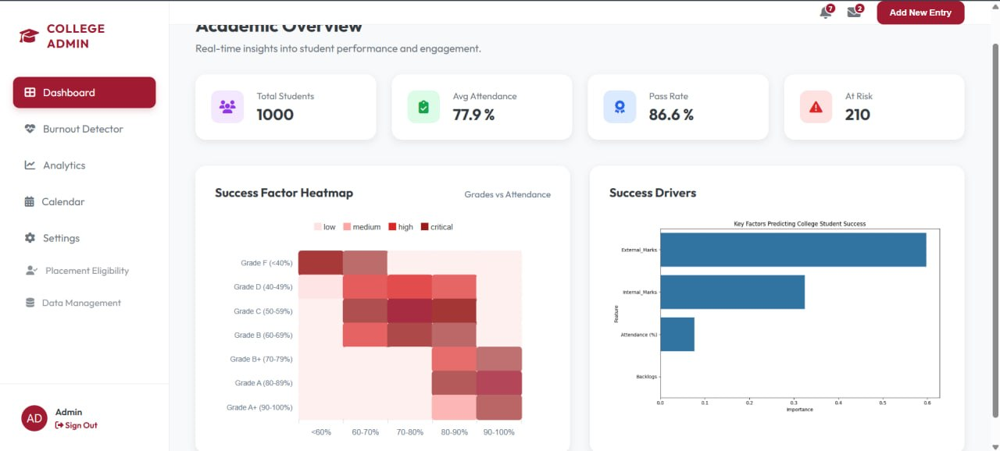 COLLEGE
ADMIN
Dashboard
Burnout Detector
Analytics
Calendar
Settings
Placement Eligibility
Data Management
AD
Admin
Sign Out
7
2
Add New Entry
Academic Overview
Real-time insights into student performance and engagement.
Total Students
1000
Avg Attendance
77.9 %
Pass Rate
86.6 %
At Risk
210
Success Factor Heatmap
Grades vs Attendance
low medium high critical
Grade F (<40%)
Grade D (40-49%)
Grade C (50-59%)
Grade B (60-69%)
Grade B+ (70-79%)
Grade A (80-89%)
Grade A+ (90-100%)
<60% 60-70% 70-80% 80-90% 90-100%
Success Drivers
Key Factors Predicting College Student Success
External_Marks
Internal_Marks
Feature
Attendance (%)
Backlogs
0.0 0.1 0.2 0.3 0.4 0.5 0.6
Importance